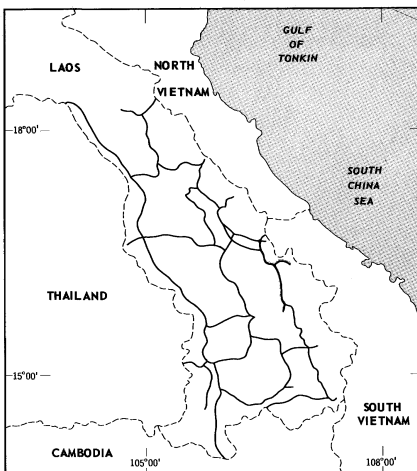 GULF
OF
TONKIN
LAOS
NORTH
VIETNAM
18°00'
SOUTH
CHINA
SEA
THAILAND
15°00'
SOUTH
VIETNAM
CAMBODIA
105°00'
108°00'